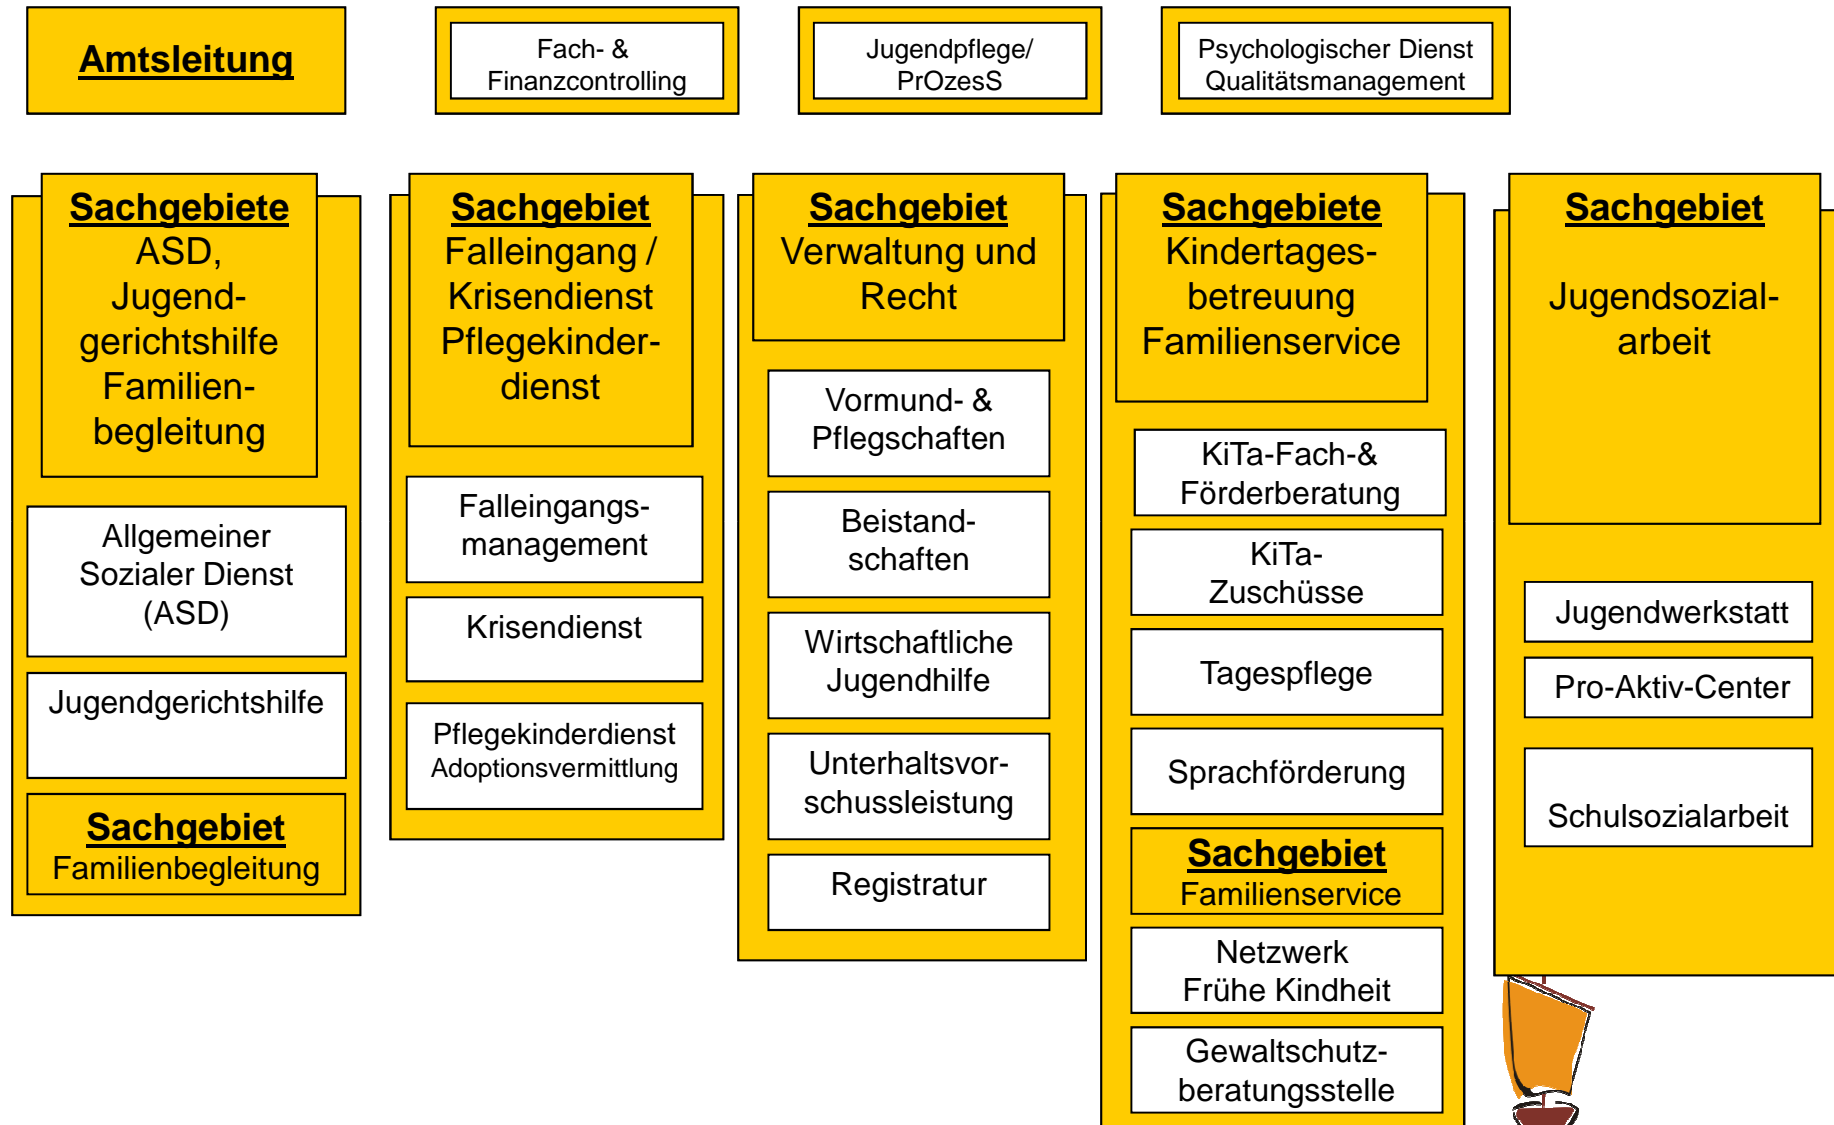 Amtsleitung
Fach- &
Finanzcontrolling
Jugendpflege/
PrOzesS
Psychologischer Dienst
Qualitätsmanagement
Sachgebiete
ASD,
Jugend-
gerichtshilfe
Familien-
begleitung
Allgemeiner
Sozialer Dienst
(ASD)
Jugendgerichtshilfe
Sachgebiet
Familienbegleitung
Sachgebiet
Falleingang /
Krisendienst
Pflegekinder-
dienst
Falleingangs-
management
Krisendienst
Pflegekinderdienst
Adoptionsvermittlung
Sachgebiet
Verwaltung und
Recht
Vormund- &
Pflegschaften
Beistand-
schaften
Wirtschaftliche
Jugendhilfe
Unterhaltsvor-
schussleistung
Registratur
Sachgebiete
Kindertages-
betreuung
Familienservice
KiTa-Fach-&
Förderberatung
KiTa-
Zuschüsse
Tagespflege
Sprachförderung
Sachgebiet
Familienservice
Netzwerk
Frühe Kindheit
Gewaltschutz-
beratungsstelle
Sachgebiet
Jugendsozial-
arbeit
Jugendwerkstatt
Pro-Aktiv-Center
Schulsozialarbeit